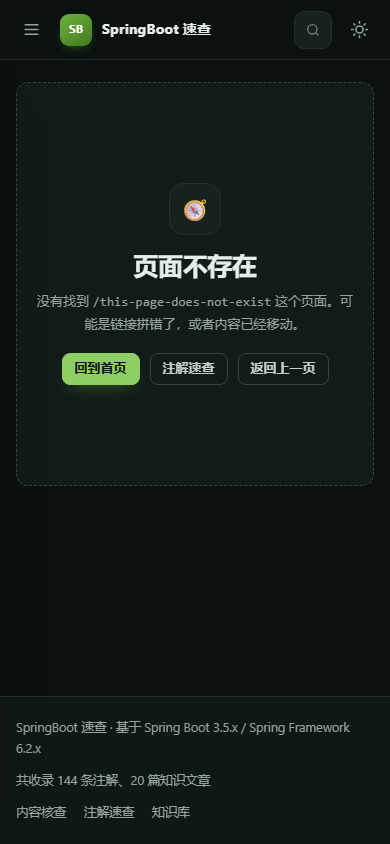 SB SpringBoot 速查
页面不存在
没有找到 /this-page-does-not-exist 这个页面。可
能是链接拼错了，或者内容已经移动。
回到首页 注解速查 返回上一页
SpringBoot 速查 · 基于 Spring Boot 3.5.x / Spring Framework
6.2.x
共收录 144 条注解、20 篇知识文章
内容核查 注解速查 知识库